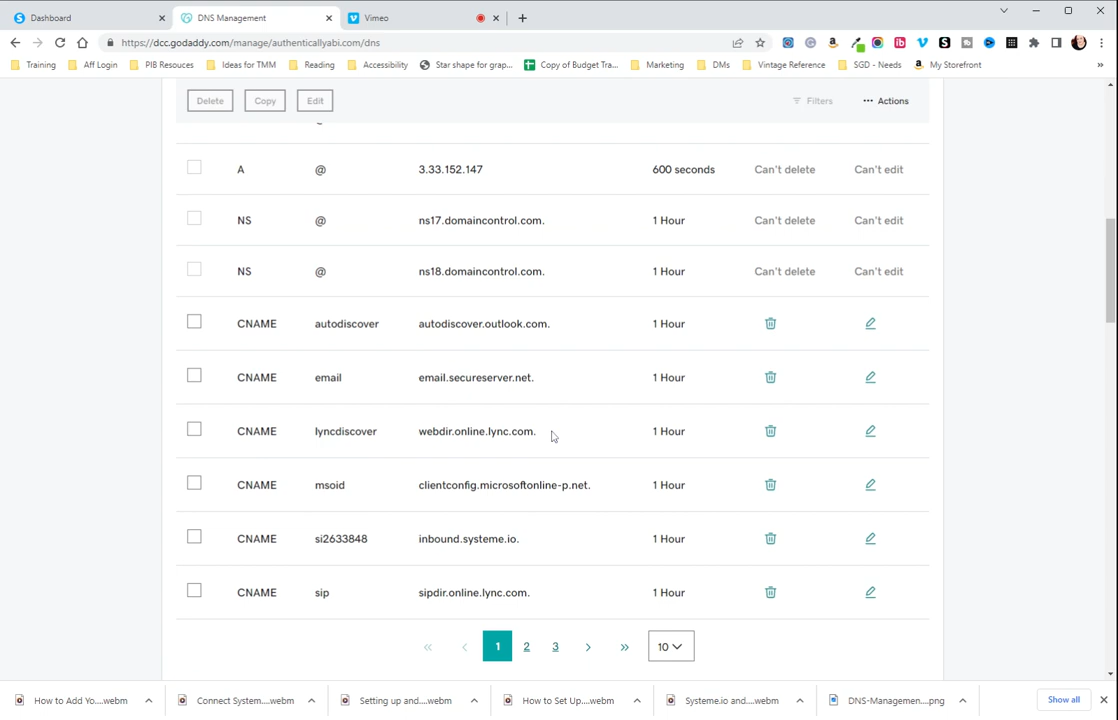 Dashboard
DNS Management
Vimeo
https://dcc.godaddy.com/manage/authenticallyabi.com/dns
Training
Aff Login
PIB Resouces
Ideas for TMM
Reading
Accessibility
Star shape for grap...
Copy of Budget Tra...
Marketing
DMs
Vintage Reference
SGD - Needs
My Storefront
Delete
Copy
Edit
Filters
Actions
A @ 3.33.152.147 600 seconds Can't delete Can't edit
NS @ ns17.domaincontrol.com. 1 Hour Can't delete Can't edit
NS @ ns18.domaincontrol.com. 1 Hour Can't delete Can't edit
CNAME autodiscover autodiscover.outlook.com. 1 Hour
CNAME email email.secureserver.net. 1 Hour
CNAME lyncdiscover webdir.online.lync.com. 1 Hour
CNAME msoid clientconfig.microsoftonline-p.net. 1 Hour
CNAME si2633848 inbound.systeme.io. 1 Hour
CNAME sip sipdir.online.lync.com. 1 Hour
« ‹ 1 2 3 › » 10
How to Add Yo....webm
Connect System....webm
Setting up and....webm
How to Set Up....webm
Systeme.io and....webm
DNS-Managemen....png
Show all